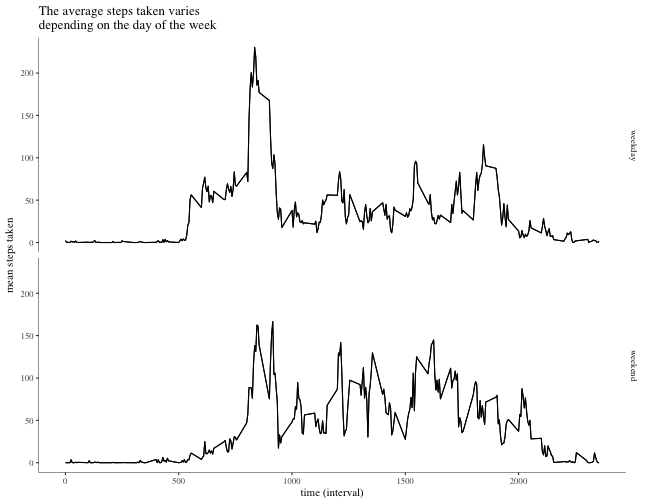 The average steps taken varies
depending on the day of the week
200
150
100
50
0
weekday
mean steps taken
200
150
100
50
0
weekend
0
500
1000
1500
2000
time (interval)